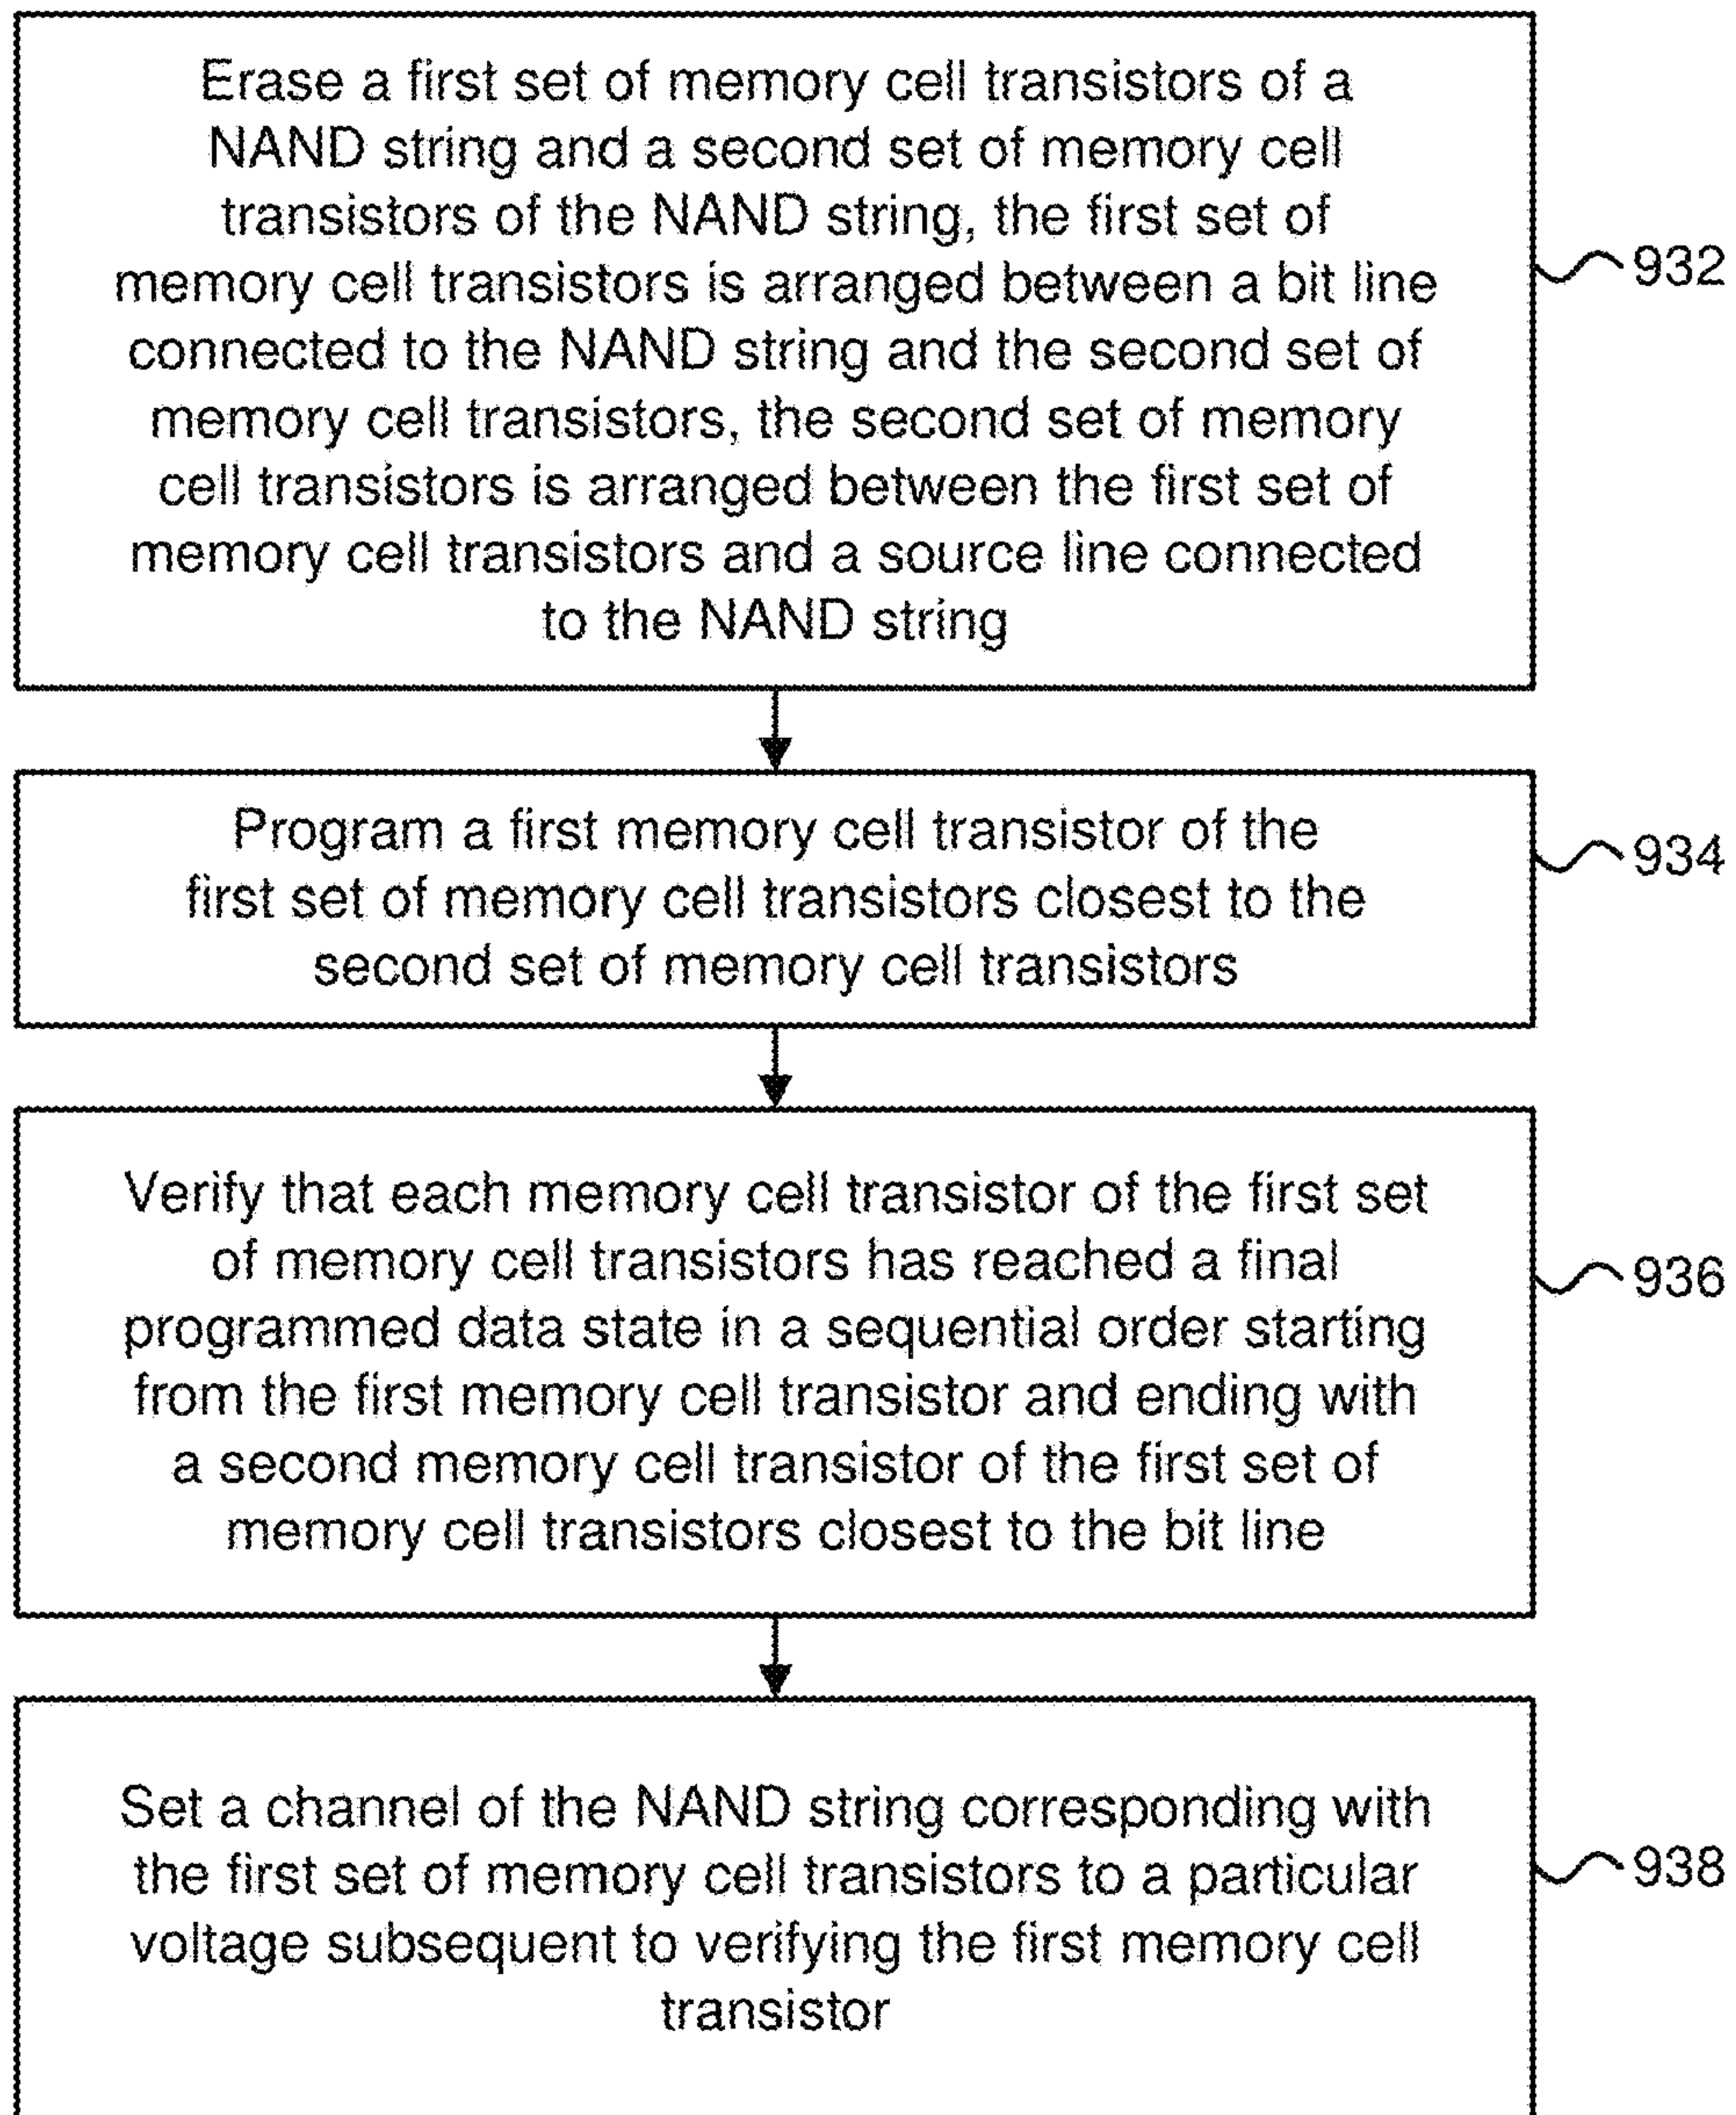 Erase a first set of memory cell transistors of a
NAND string and a second set of memory cell
transistors of the NAND string, the first set of
memory cell transistors is arranged between a bit line
connected to the NAND string and the second set of
memory cell transistors, the second set of memory
cell transistors is arranged between the first set of
memory cell transistors and a source line connected
to the NAND string
932
Program a first memory cell transistor of the
first set of memory cell transistors closest to the
second set of memory cell transistors
934
Verify that each memory cell transistor of the first set
of memory cell transistors has reached a final
programmed data state in a sequential order starting
from the first memory cell transistor and ending with
a second memory cell transistor of the first set of
memory cell transistors closest to the bit line
936
Set a channel of the NAND string corresponding with
the first set of memory cell transistors to a particular
voltage subsequent to verifying the first memory cell
transistor
938